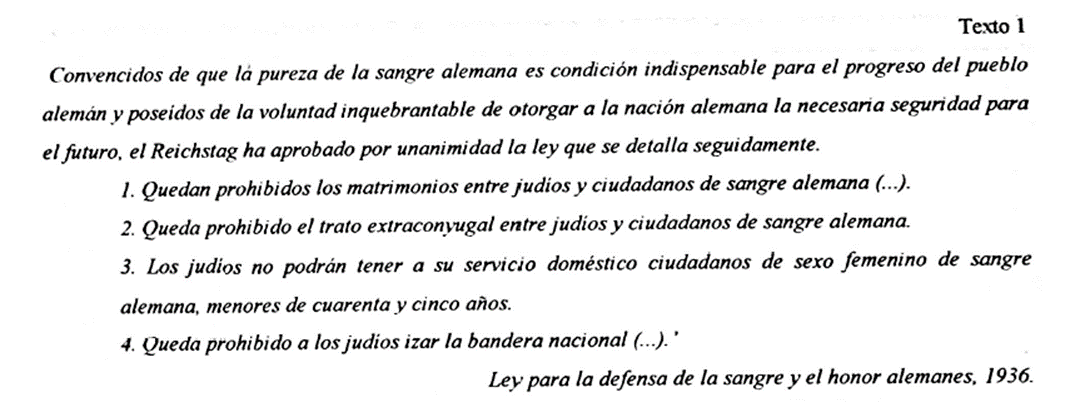 Texto 1
Convencidos de que lá pureza de la sangre alemana es condición indispensable para el progreso del pueblo
alemán y poseídos de la voluntad inquebrantable de otorgar a la nación alemana la necesaria seguridad para
el futuro, el Reichstag ha aprobado por unanimidad la ley que se detalla seguidamente.
1. Quedan prohibidos los matrimonios entre judíos y ciudadanos de sangre alemana (...).
2. Queda prohibido el trato extraconyugal entre judios y ciudadanos de sangre alemana.
3. Los judios no podrán tener a su servicio doméstico ciudadanos de sexo femenino de sangre
alemana, menores de cuarenta y cinco años.
4. Queda prohibido a los judíos izar la bandera nacional (...). '
Ley para la defensa de la sangre y el honor alemanes, 1936.